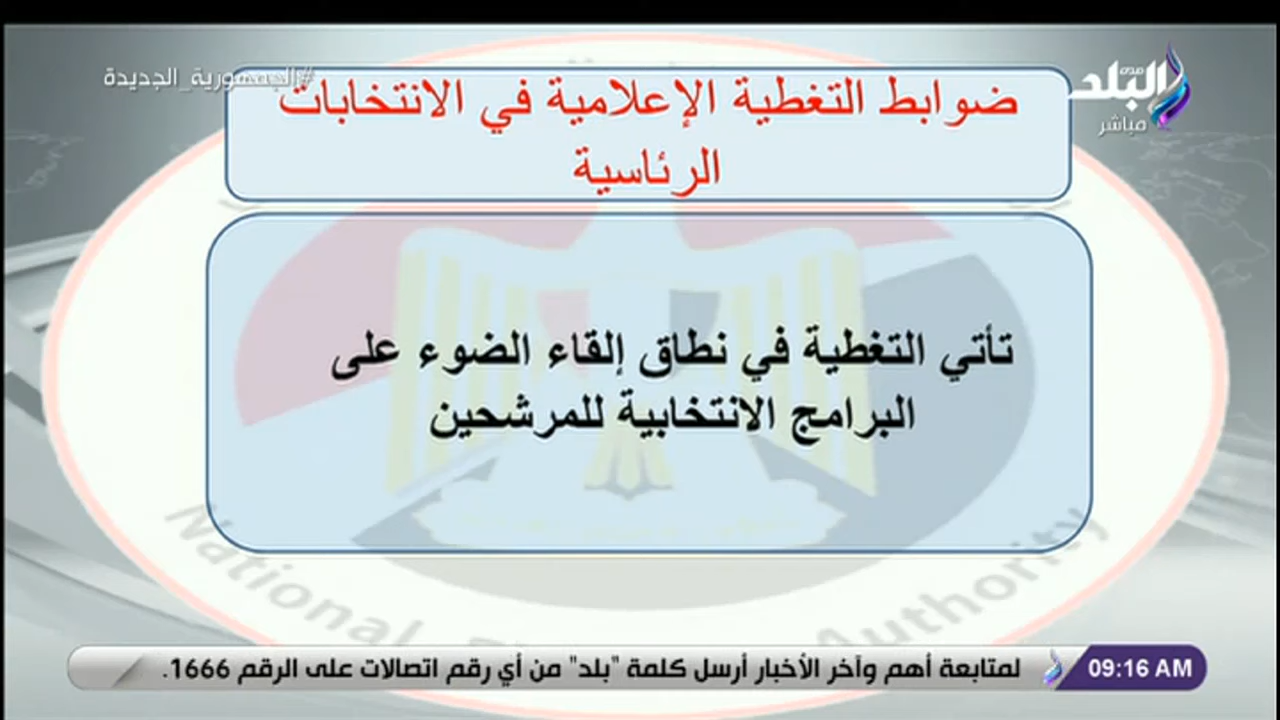 #الجمهورية_الجديدة
صدى البلد
مباشر
ضوابط التغطية الإعلامية في الانتخابات
الرئاسية
تأتي التغطية في نطاق إلقاء الضوء على
البرامج الانتخابية للمرشحين
National
Authority
لمتابعة أهم وآخر الأخبار أرسل كلمة "بلد" من أي رقم اتصالات على الرقم 1666.
09:16 AM